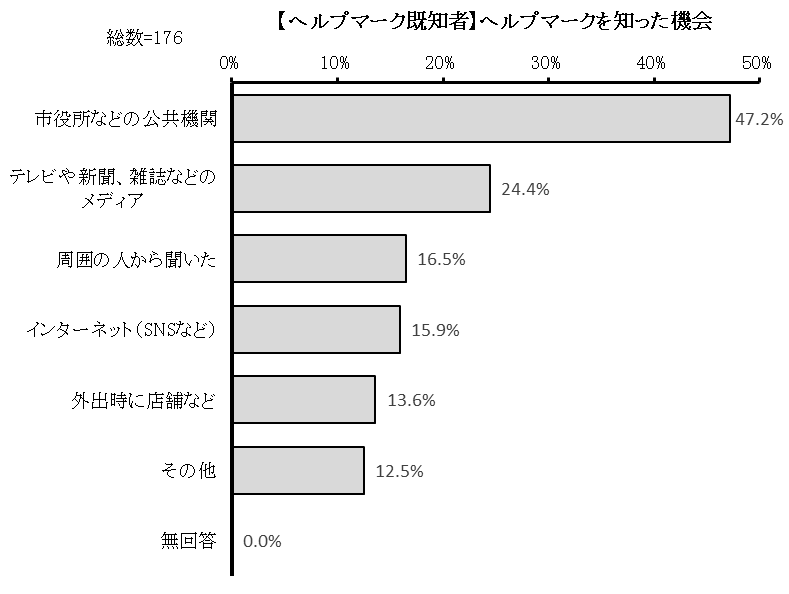 【ヘルプマーク既知者】ヘルプマークを知った機会
総数=176
0%
10%
20%
30%
40%
50%
市役所などの公共機関
47.2%
テレビや新聞、雑誌などの
メディア
24.4%
周囲の人から聞いた
16.5%
インターネット（SNSなど）
15.9%
外出時に店舗など
13.6%
その他
12.5%
無回答
0.0%